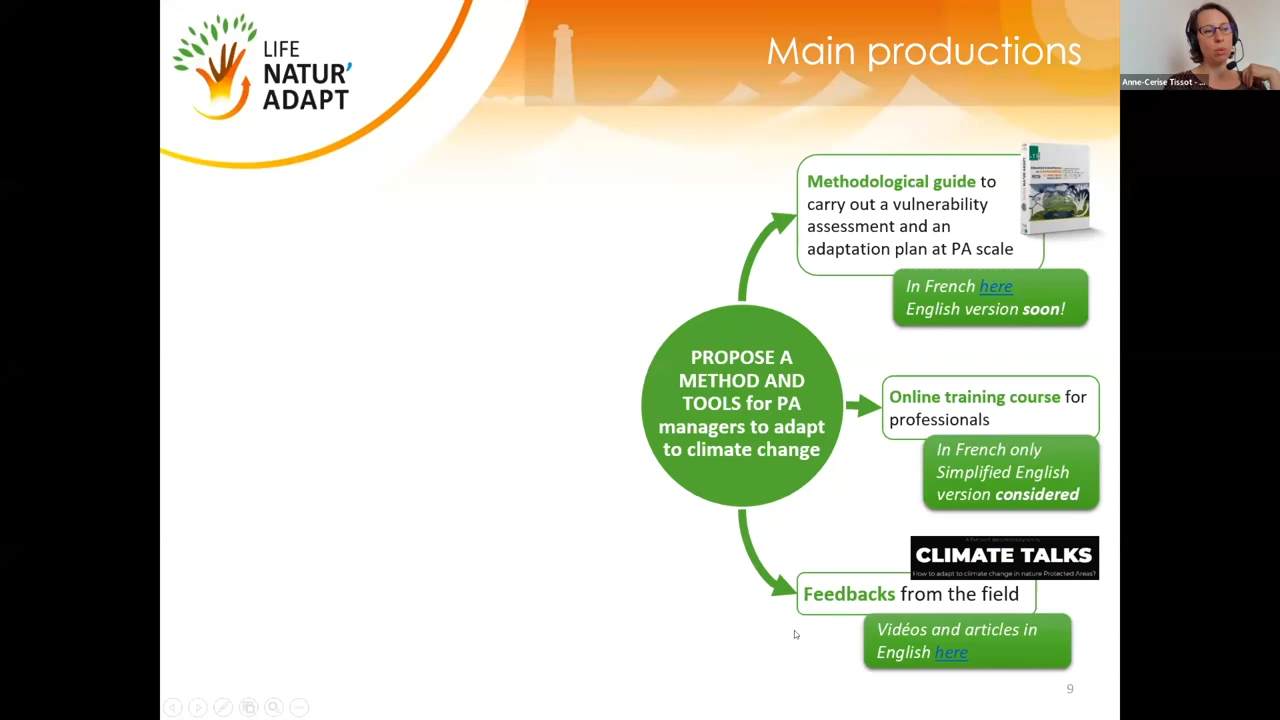 LIFE
NATUR'
ADAPT
Main productions
Anne-Cerise Tissot - ...
Methodological guide to
carry out a vulnerability
assessment and an
adaptation plan at PA scale
In French here
English version soon!
PROPOSE A
METHOD AND
TOOLS for PA
managers to adapt
to climate change
Online training course for
professionals
In French only
Simplified English
version considered
CLIMATE TALKS
How to adapt to climate change in nature Protected Areas?
Feedbacks from the field
Vidéos and articles in
English here
9